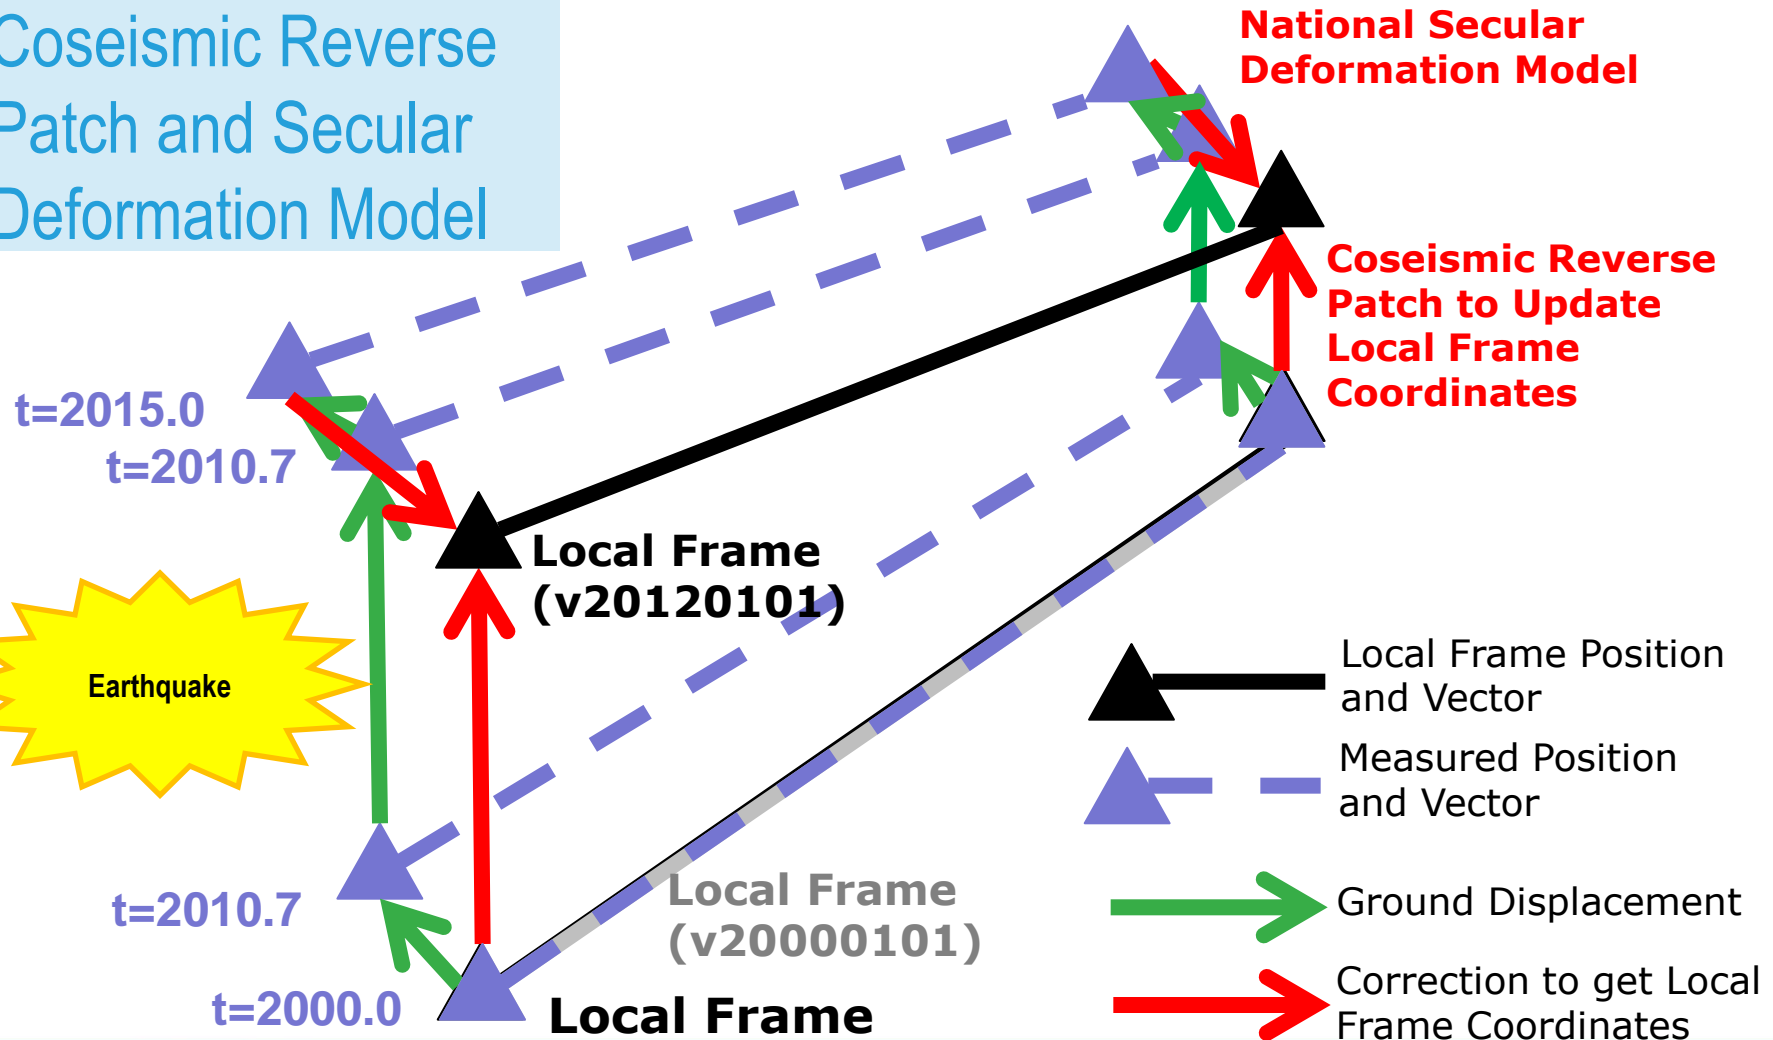 Coseismic Reverse
Patch and Secular
Deformation Model
National Secular
Deformation Model
Coseismic Reverse
Patch to Update
Local Frame
Coordinates
t=2015.0
t=2010.7
Local Frame
(v20120101)
Earthquake
Local Frame Position
and Vector
Measured Position
and Vector
Local Frame
(v20000101)
t=2010.7
Ground Displacement
t=2000.0
Local Frame
Correction to get Local
Frame Coordinates